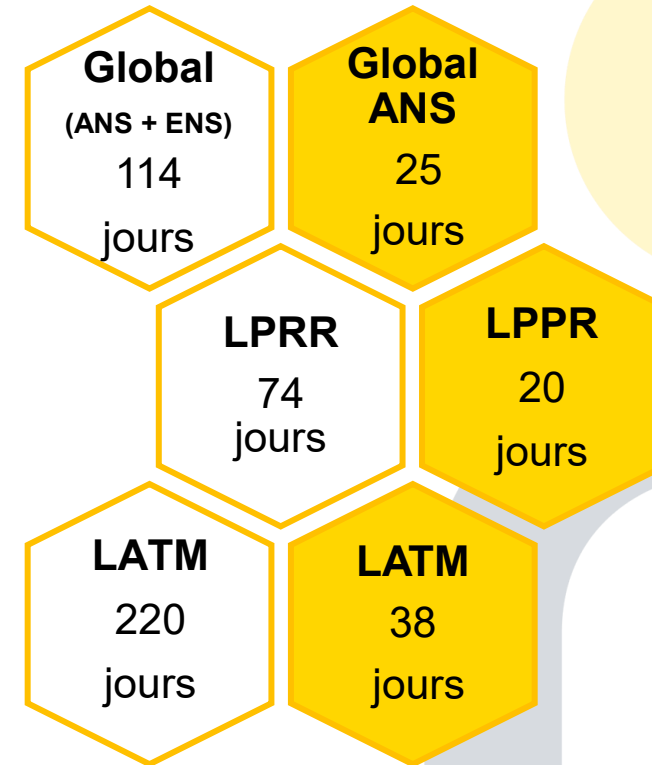 Global
(ANS + ENS)
114
jours
Global
ANS
25
jours
LPRR
74
jours
LPPR
20
jours
LATM
220
jours
LATM
38
jours